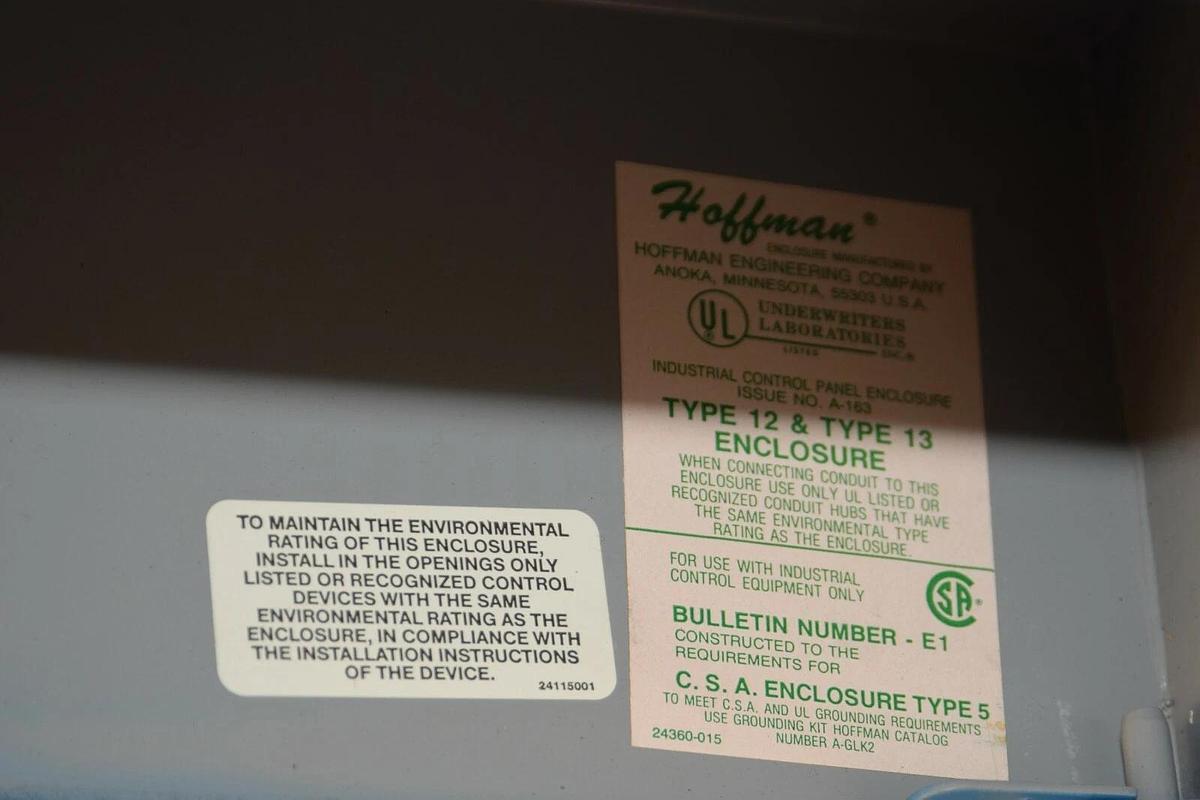 TO MAINTAIN THE ENVIRONMENTAL
RATING OF THIS ENCLOSURE,
INSTALL IN THE OPENINGS ONLY
LISTED OR RECOGNIZED CONTROL
DEVICES WITH THE SAME
ENVIRONMENTAL RATING AS THE
ENCLOSURE, IN COMPLIANCE WITH
THE INSTALLATION INSTRUCTIONS
OF THE DEVICE.
24115001
Hoffman®
ENCLOSURE MANUFACTURED BY
HOFFMAN ENGINEERING COMPANY
ANOKA, MINNESOTA, 55303 U.S.A.
UL ®
UNDERWRITERS
LABORATORIES
LISTED INC.®
INDUSTRIAL CONTROL PANEL ENCLOSURE
ISSUE NO. A-163
TYPE 12 & TYPE 13
ENCLOSURE
WHEN CONNECTING CONDUIT TO THIS
ENCLOSURE USE ONLY UL LISTED OR
RECOGNIZED CONDUIT HUBS THAT HAVE
THE SAME ENVIRONMENTAL TYPE
RATING AS THE ENCLOSURE.
FOR USE WITH INDUSTRIAL
CONTROL EQUIPMENT ONLY
CSA®
BULLETIN NUMBER - E1
CONSTRUCTED TO THE
REQUIREMENTS FOR
C. S. A. ENCLOSURE TYPE 5
TO MEET C.S.A. AND UL GROUNDING REQUIREMENTS
USE GROUNDING KIT HOFFMAN CATALOG
NUMBER A-GLK2
24360-015